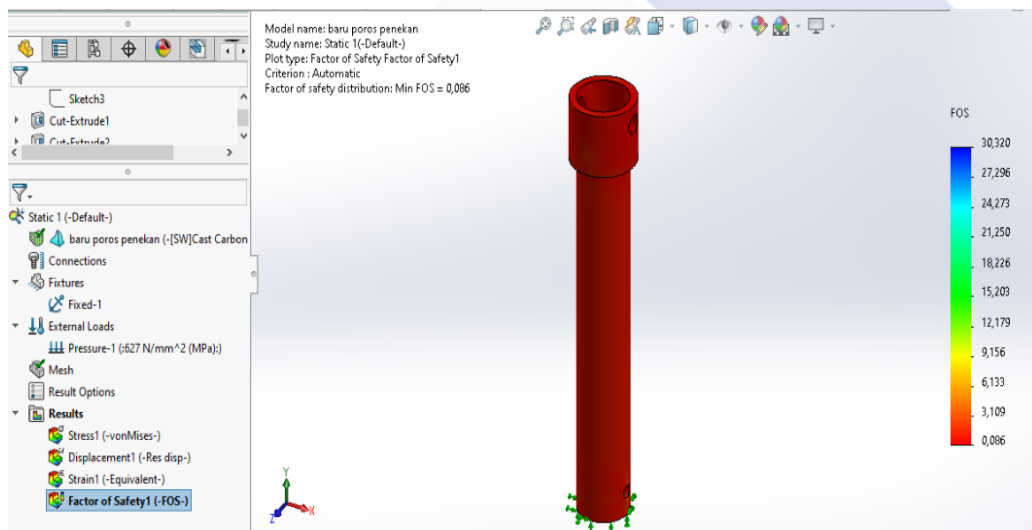 Sketch3
Cut-Extrude1
Cut-Extrude2
Static 1 (-Default-)
baru poros penekan (-[SW]Cast Carbon
Connections
Fixtures
Fixed-1
External Loads
Pressure-1 (:627 N/mm^2 (MPa):)
Mesh
Result Options
Results
Stress1 (-vonMises-)
Displacement1 (-Res disp-)
Strain1 (-Equivalent-)
Factor of Safety1 (-FOS-)
Model name: baru poros penekan
Study name: Static 1(-Default-)
Plot type: Factor of Safety Factor of Safety1
Criterion : Automatic
Factor of safety distribution: Min FOS = 0,086
Y
X
Z
FOS
30,320
27,296
24,273
21,250
18,226
15,203
12,179
9,156
6,133
3,109
0,086